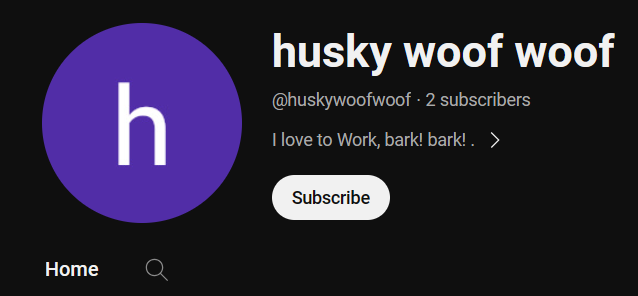 h
husky woof woof
@huskywoofwoof · 2 subscribers
I love to Work, bark! bark! .
Subscribe
Home